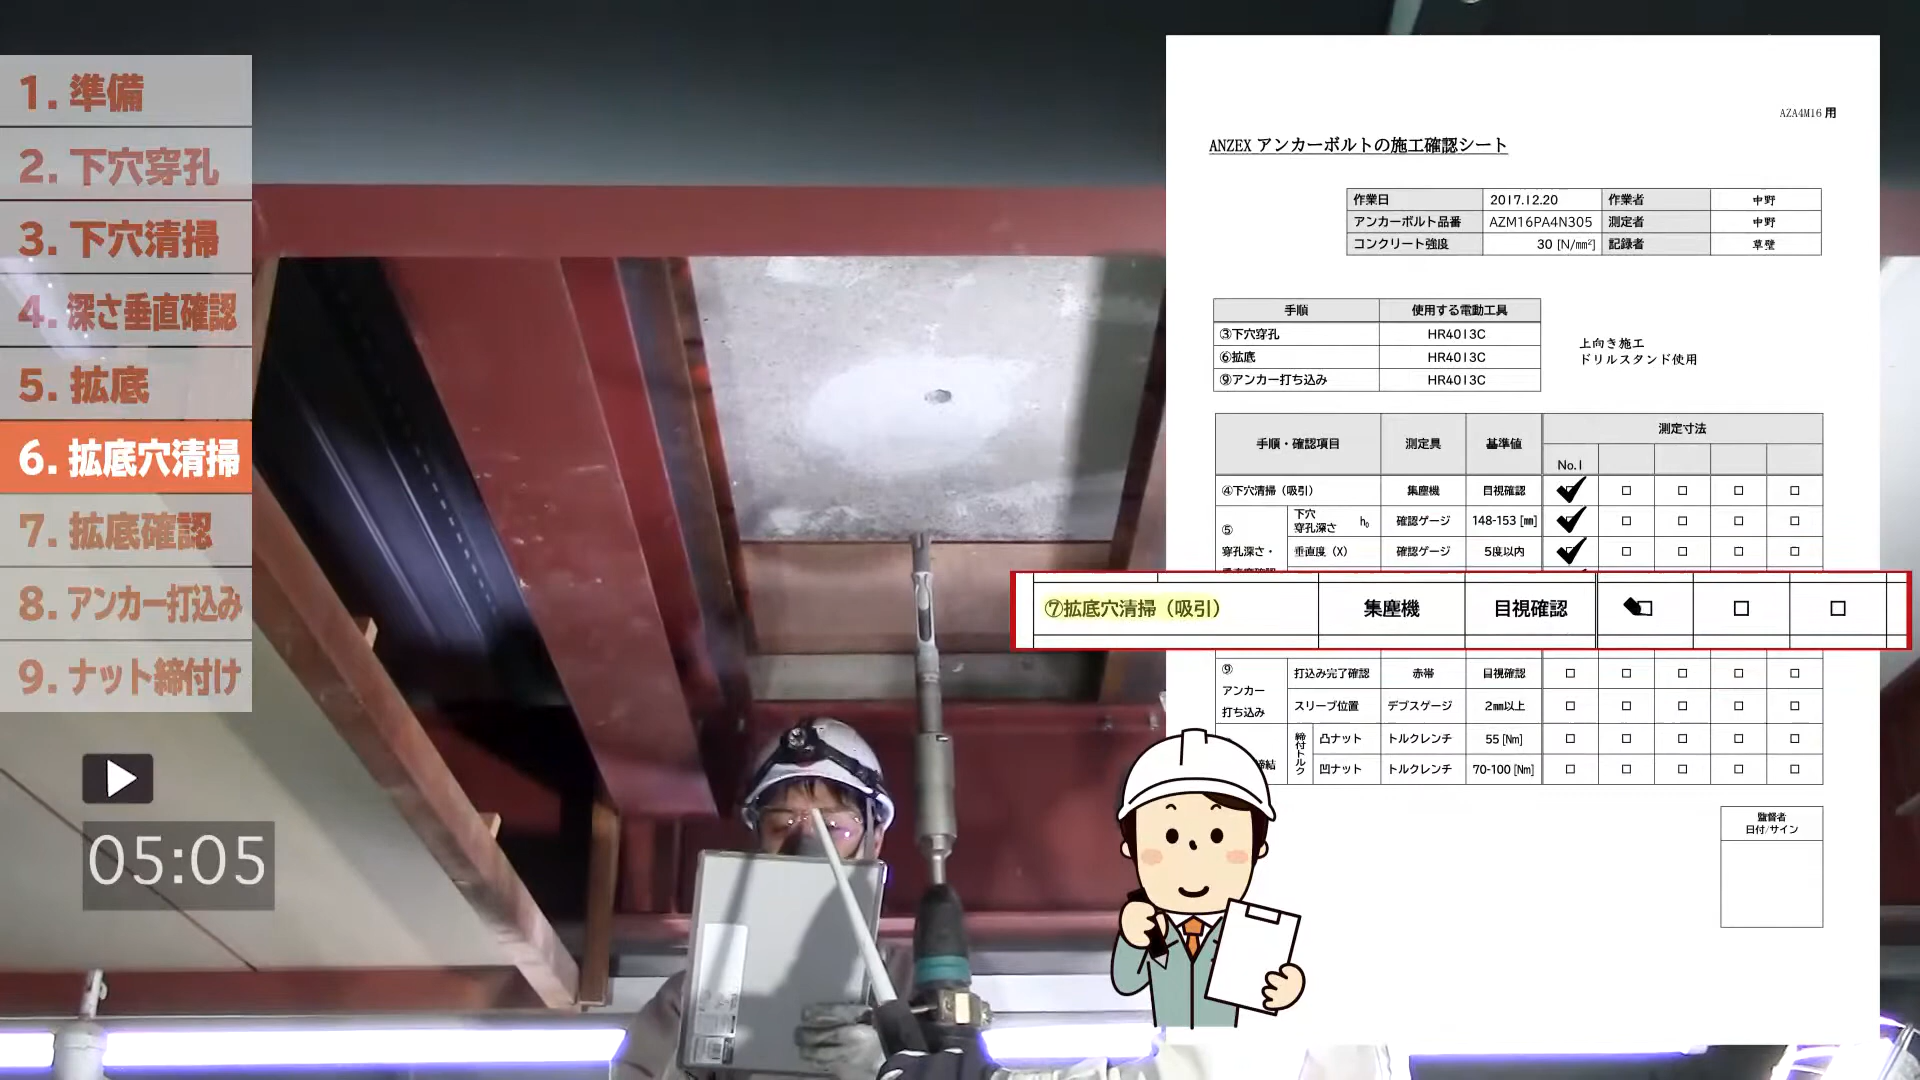 1. 準備
2. 下穴穿孔
3. 下穴清掃
4. 深さ垂直確認
5. 拡底
6. 拡底穴清掃
7. 拡底確認
8. アンカー打込み
9. ナット締付け
05:05
AZA4M16 用
ANZEX アンカーボルトの施工確認シート
作業日 2017.12.20 作業者 中野
アンカーボルト品番 AZM16PA4N305 測定者 中野
コンクリート強度 30 [N/mm²] 記録者 草壁
手順 使用する電動工具
③下穴穿孔 HR4013C
⑥拡底 HR4013C
⑨アンカー打ち込み HR4013C
上向き施工
ドリルスタンド使用
手順・確認項目 測定具 基準値 測定寸法
No.1
④下穴清掃（吸引） 集塵機 目視確認
⑤
穿孔深さ・
下穴
穿孔深さ h₀ 確認ゲージ 148-153 [mm]
垂直度（X） 確認ゲージ 5度以内
⑦拡底穴清掃（吸引） 集塵機 目視確認
⑨
アンカー
打ち込み
打込み完了確認 赤帯 目視確認
スリーブ位置 デプスゲージ 2mm以上
締付トルク
凸ナット トルクレンチ 55 [Nm]
凹ナット トルクレンチ 70-100 [Nm]
監督者
日付/サイン